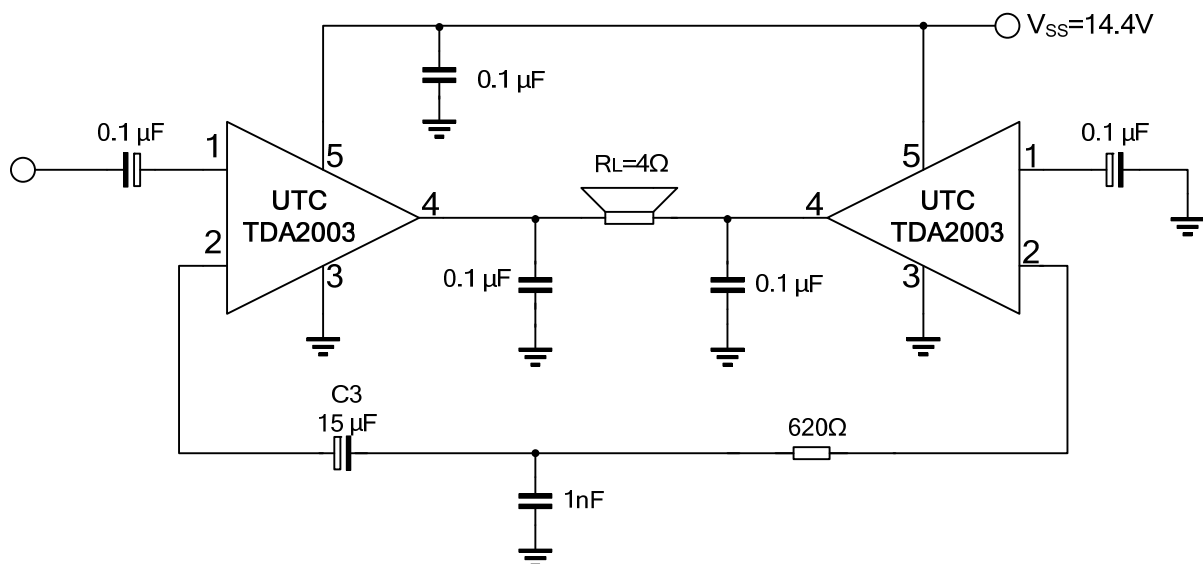 VSS=14.4V
0.1 µF
0.1 µF
1
5
RL=4Ω
5
1
0.1 µF
UTC
TDA2003
4
4
UTC
TDA2003
2
2
3
0.1 µF
0.1 µF
3
C3
15 µF
620Ω
1nF